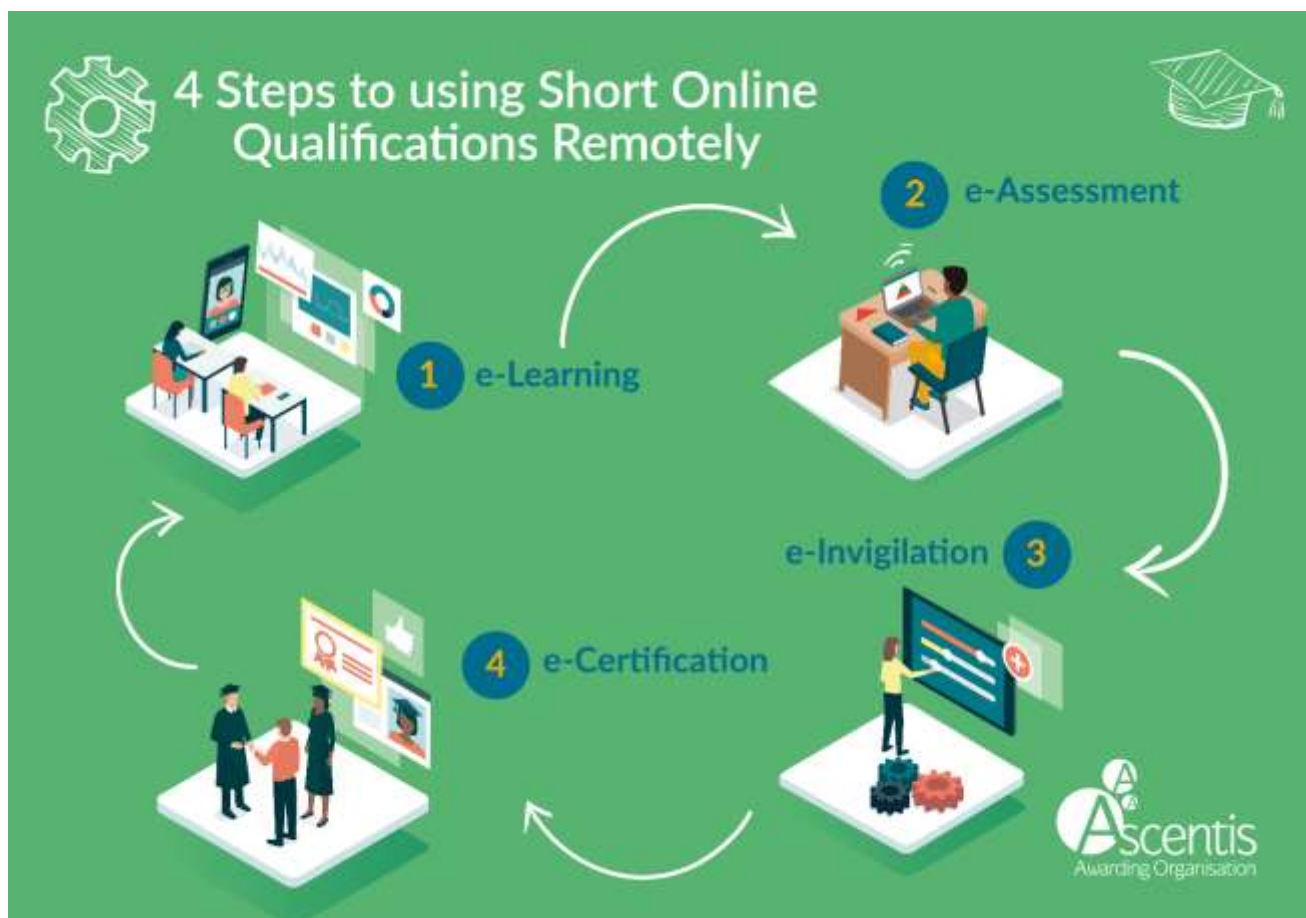 4 Steps to using Short Online
Qualifications Remotely
1 e-Learning
2 e-Assessment
e-Invigilation 3
4 e-Certification
A
A
Ascentis
Awarding Organisation